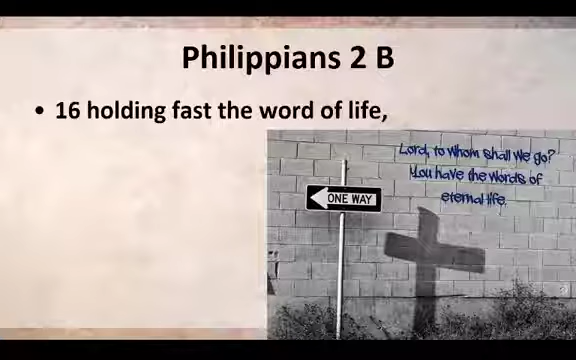 Philippians 2 B
• 16 holding fast the word of life,
Lord, to whom shall we go?
You have the words of
eternal life.
ONE WAY